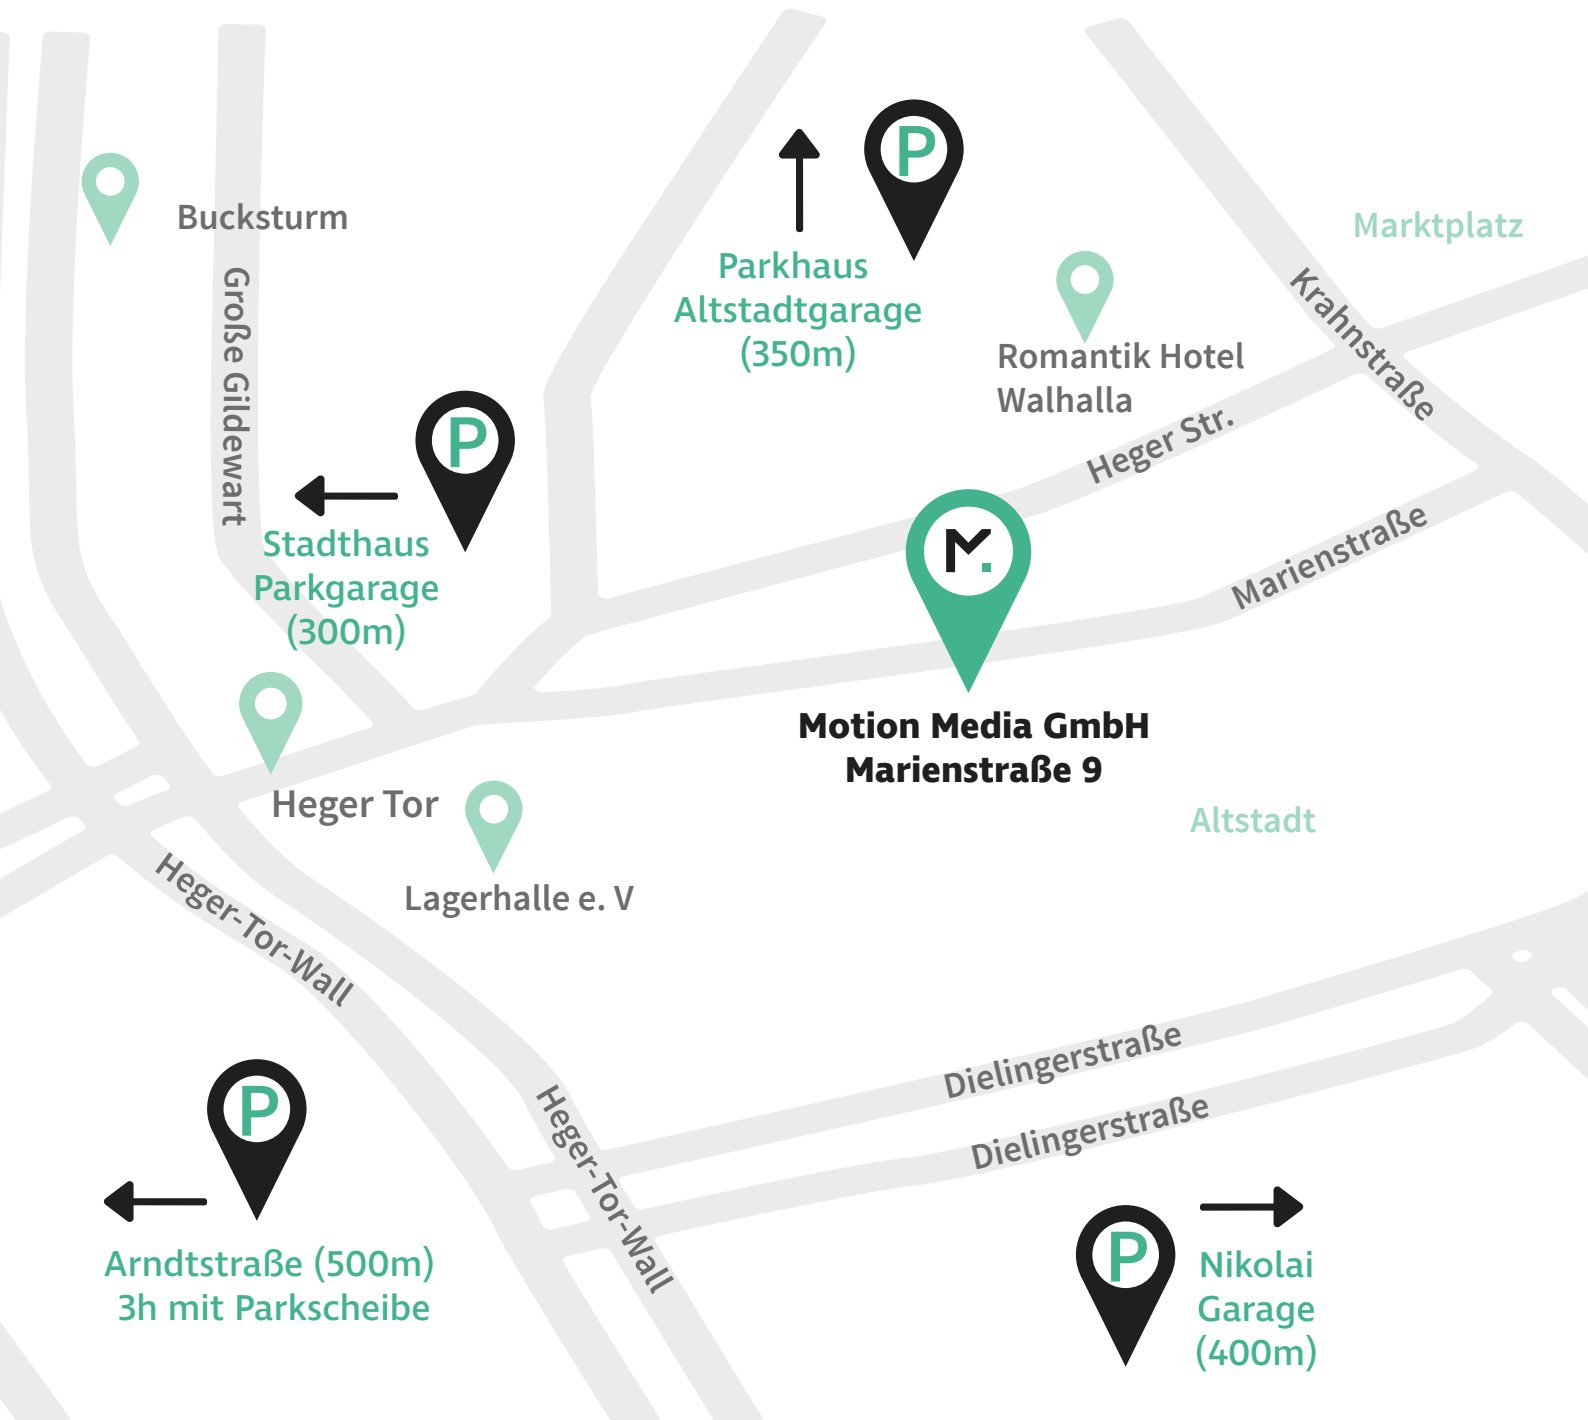 P
Bucksturm
Marktplatz
Parkhaus
Altstadtgarage
(350m)
Große Gildewart
Krahnstraße
Romantik Hotel
Walhalla
Heger Str.
P
Stadthaus
Parkgarage
(300m)
M.
Marienstraße
Motion Media GmbH
Marienstraße 9
Heger Tor
Altstadt
Lagerhalle e. V
Heger-Tor-Wall
Dielingerstraße
Dielingerstraße
Heger-Tor-Wall
P
Arndtstraße (500m)
3h mit Parkscheibe
P
Nikolai
Garage
(400m)